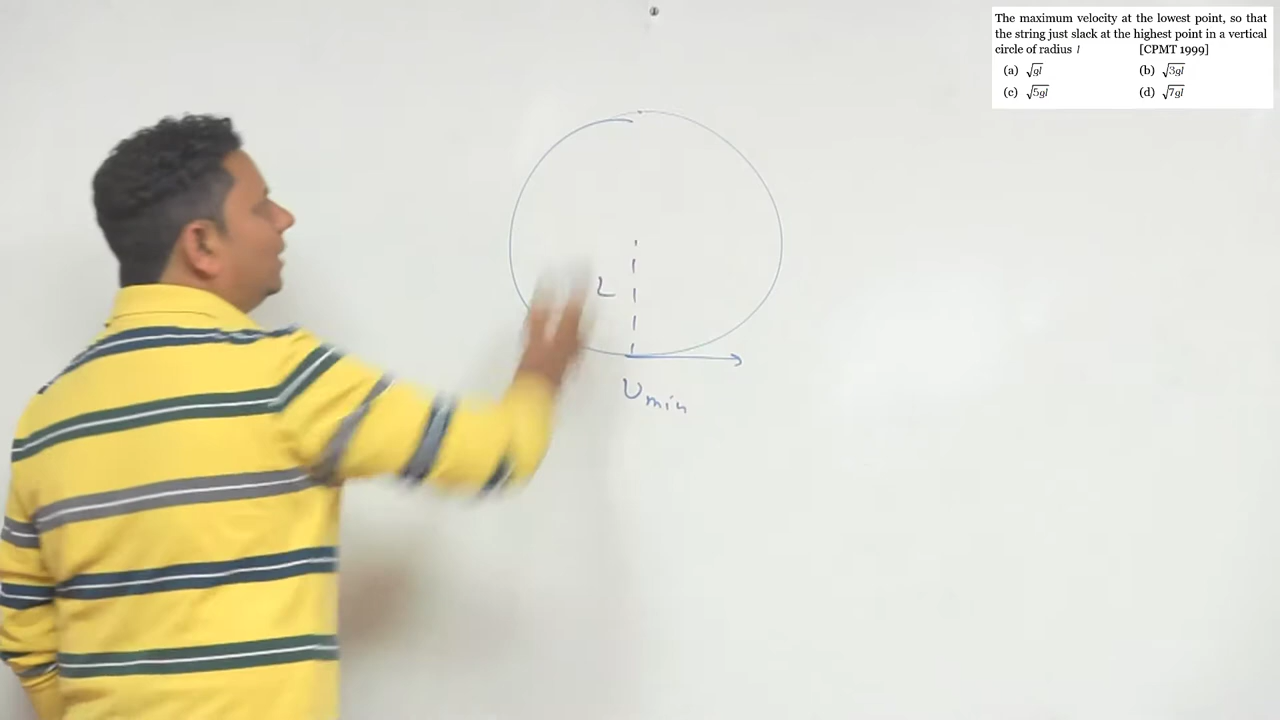 The maximum velocity at the lowest point, so that
the string just slack at the highest point in a vertical
circle of radius l [CPMT 1999]
(a) √gl (b) √3gl
(c) √5gl (d) √7gl
L
Umin